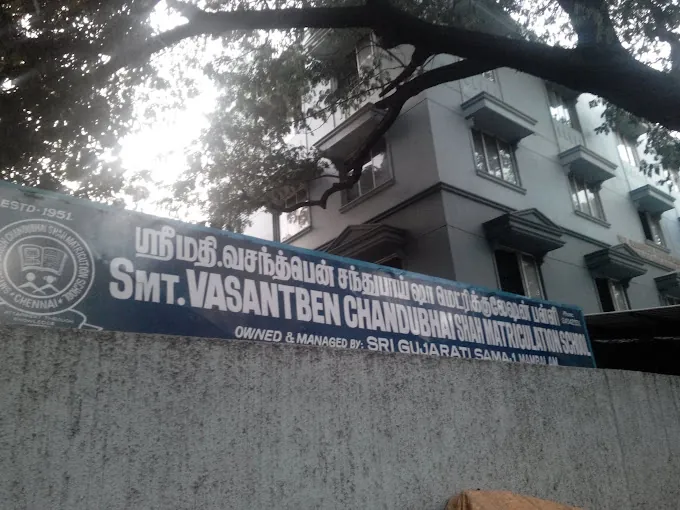 ESTD-1951.
CHENNAI
ஸ்ரீமதி.வசந்த்பென் சந்துபாய் ஷா மெட்ரிகுலேஷன் பள்ளி
SMT. VASANTBEN CHANDUBHAI SHAH MATRICULATION SCHOOL
OWNED & MANAGED BY: SRI GUJARATI SAMAJ, MAMBALAM